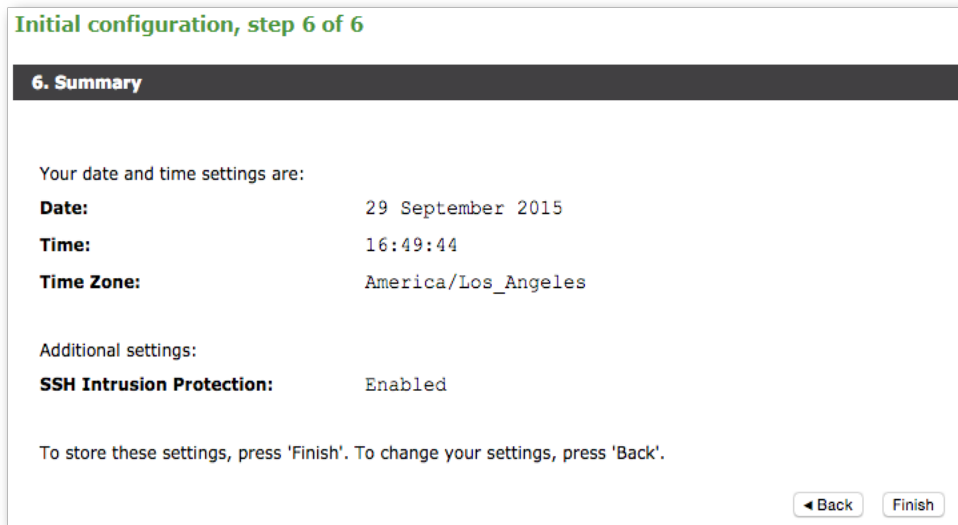 Initial configuration, step 6 of 6
6. Summary
Your date and time settings are:
Date: 29 September 2015
Time: 16:49:44
Time Zone: America/Los_Angeles
Additional settings:
SSH Intrusion Protection: Enabled
To store these settings, press 'Finish'. To change your settings, press 'Back'.
◄ Back Finish